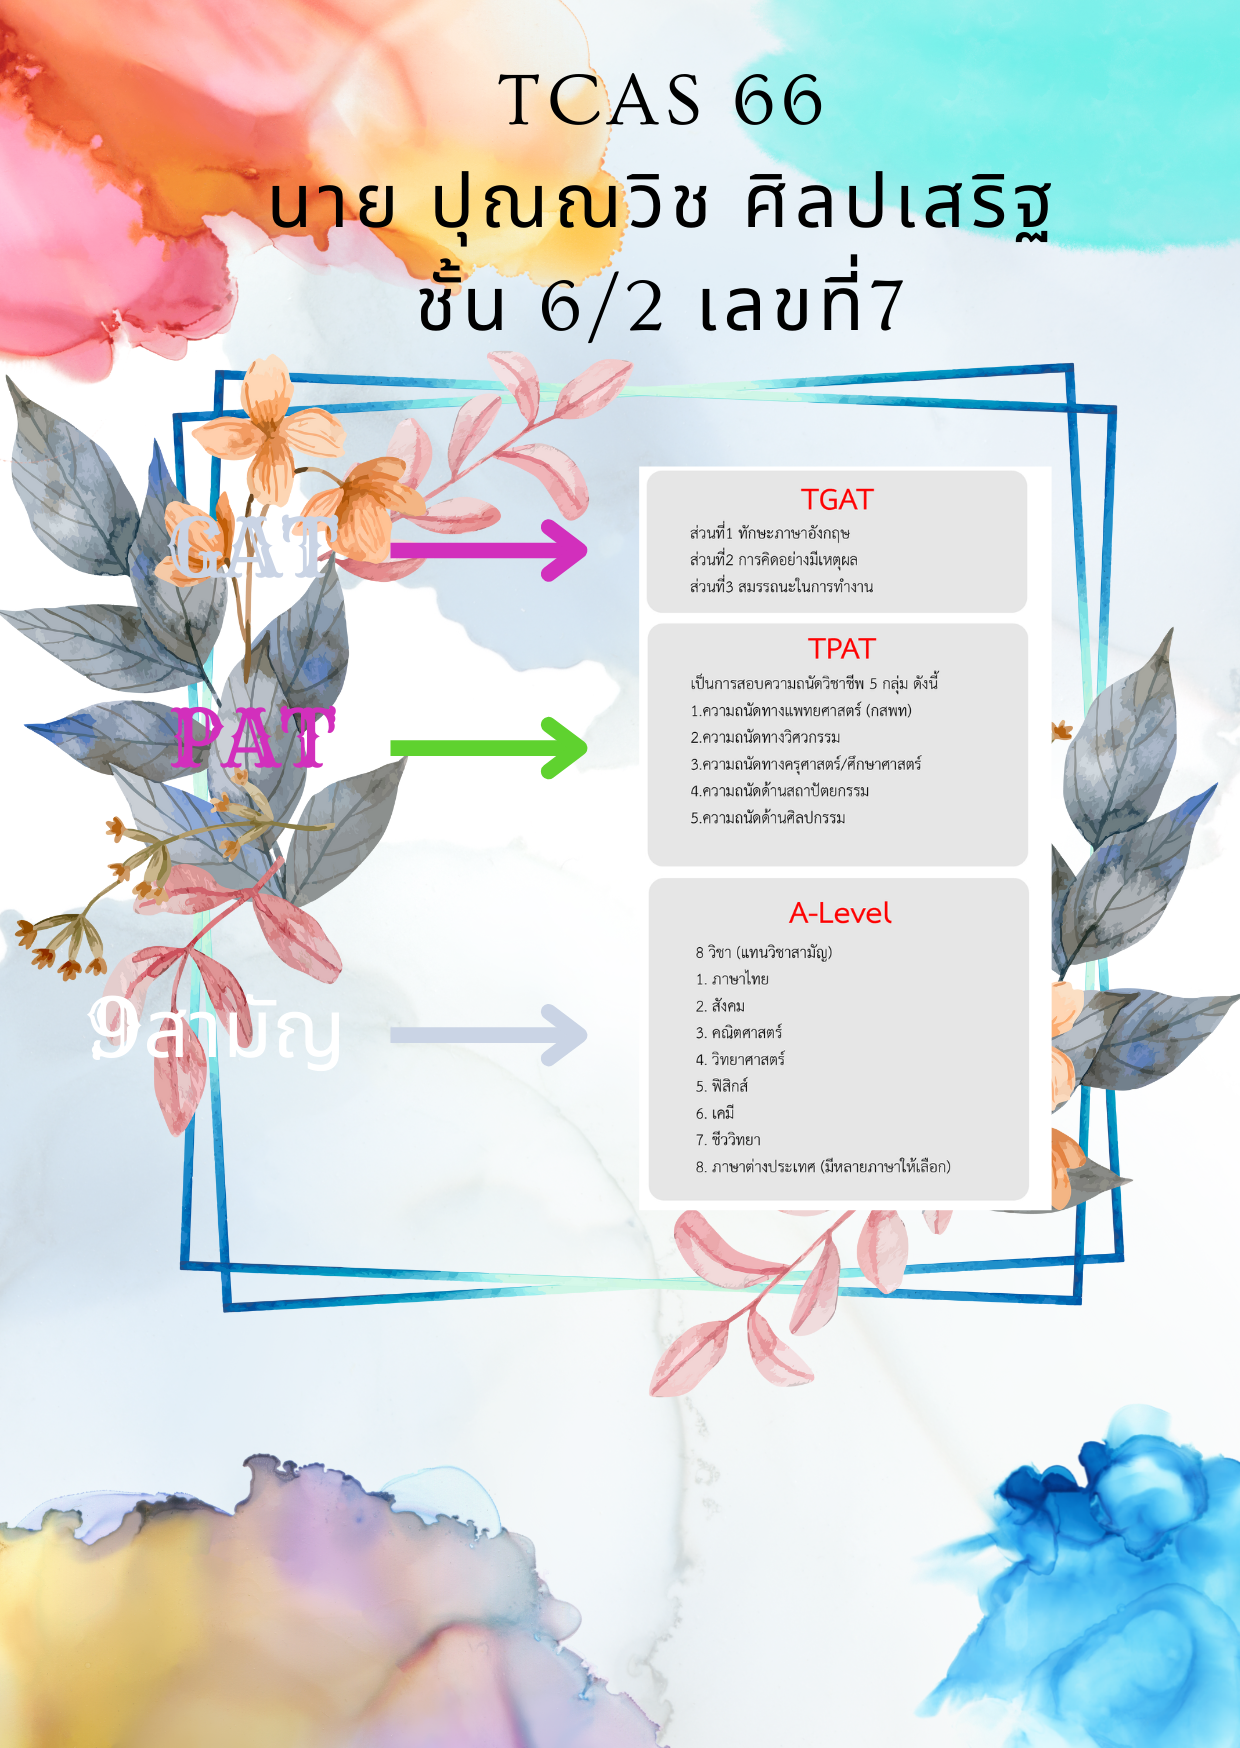 TCAS 66
นาย ปุณณวิช ศิลปเสริฐ
ชั้น 6/2 เลขที่7
GAT
TGAT
ส่วนที่1 ทักษะภาษาอังกฤษ
ส่วนที่2 การคิดอย่างมีเหตุผล
ส่วนที่3 สมรรถนะในการทำงาน
PAT
TPAT
เป็นการสอบความถนัดวิชาชีพ 5 กลุ่ม ดังนี้
1.ความถนัดทางแพทยศาสตร์ (กสพท)
2.ความถนัดทางวิศวกรรม
3.ความถนัดทางครุศาสตร์/ศึกษาศาสตร์
4.ความถนัดด้านสถาปัตยกรรม
5.ความถนัดด้านศิลปกรรม
9สามัญ
A-Level
8 วิชา (แทนวิชาสามัญ)
1. ภาษาไทย
2. สังคม
3. คณิตศาสตร์
4. วิทยาศาสตร์
5. ฟิสิกส์
6. เคมี
7. ชีววิทยา
8. ภาษาต่างประเทศ (มีหลายภาษาให้เลือก)